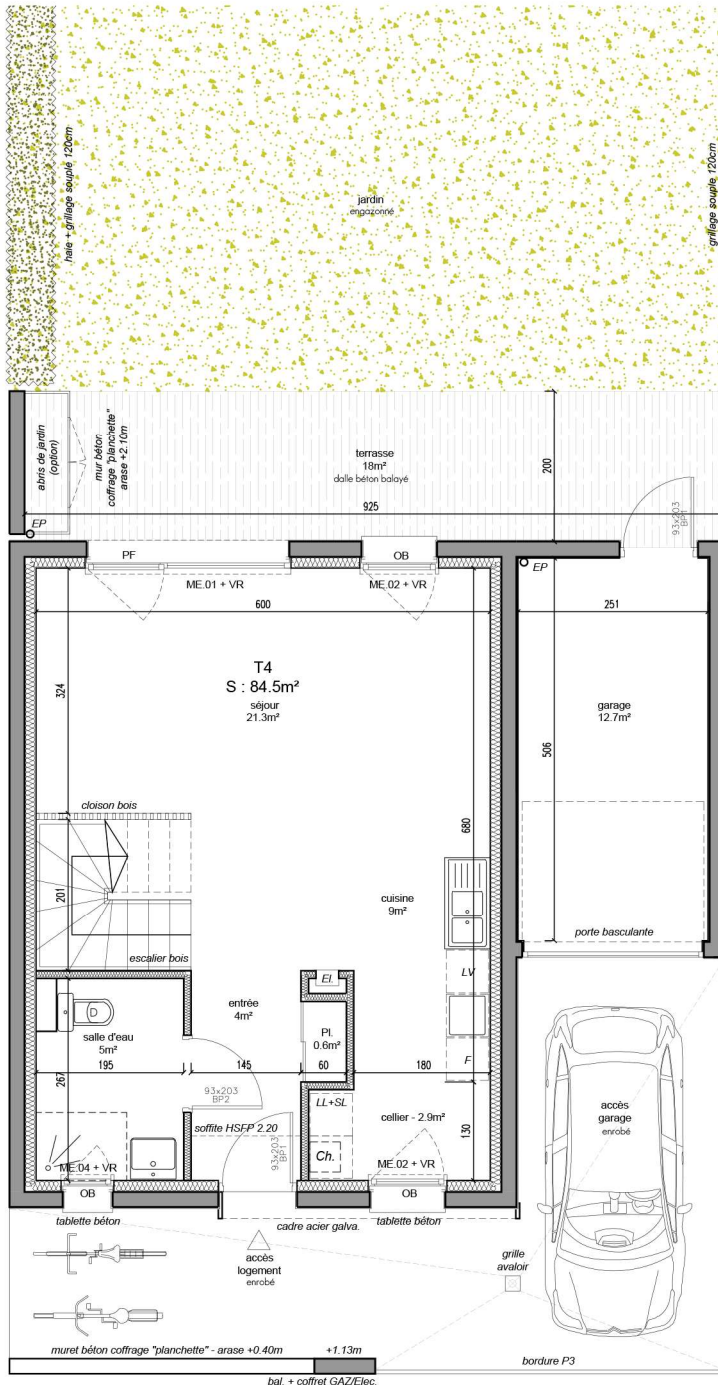 haie + grillage souple 120cm
grillage souple 120cm
jardin
engazonné
abris de jardin
(option)
mur béton
coffrage "planchette"
arase +2.10m
terrasse
18m²
dalle béton balayé
200
925
93x203
BP1
EP
PF
OB
EP
ME.01 + VR
ME.02 + VR
600
251
T4
S : 84.5m²
séjour
21.3m²
324
garage
12.7m²
506
680
cloison bois
201
cuisine
9m²
escalier bois
porte basculante
LV
El.
entrée
4m²
D
salle d'eau
5m²
Pl.
0.6m²
F
195
145
60
180
267
93x203
BP2
LL+SL
cellier - 2.9m²
130
soffite HSFP 2.20
93x203
BP1
Ch.
ME.04 + VR
ME.02 + VR
OB
OB
tablette béton
cadre acier galva.
tablette béton
accès
garage
enrobé
accès
logement
enrobé
grille
avaloir
muret béton coffrage "planchette" - arase +0.40m
+1.13m
bordure P3
bal. + coffret GAZ/Elec.